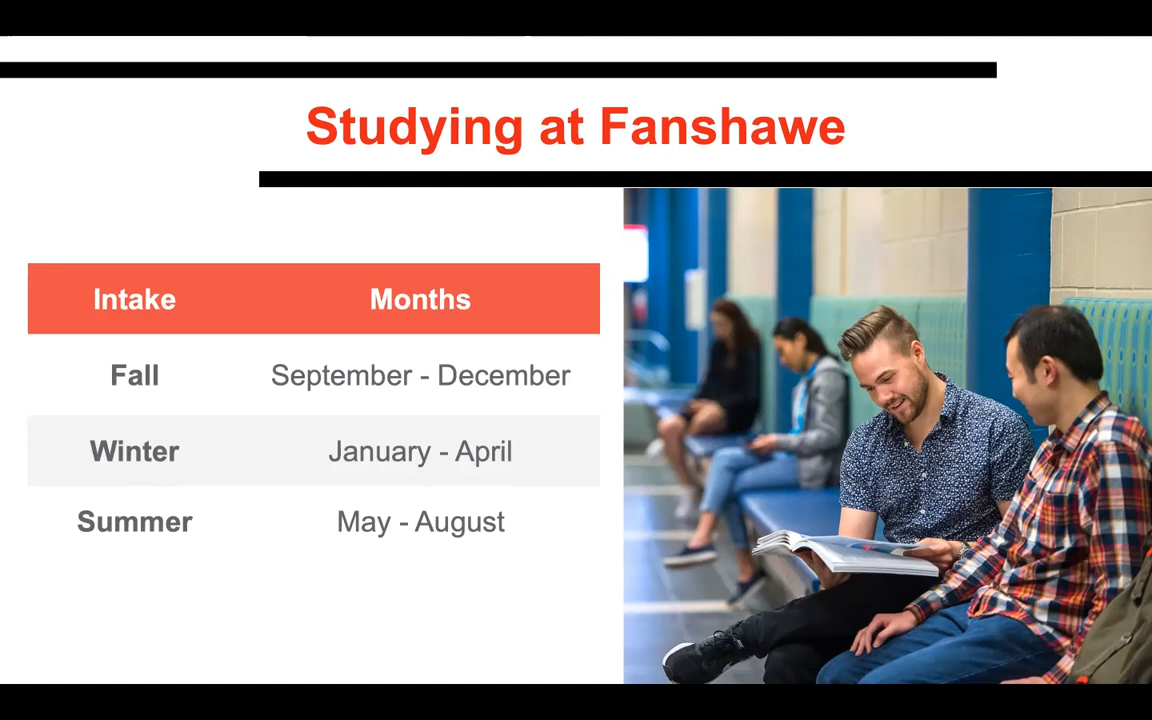 Studying at Fanshawe
Intake Months
Fall September - December
Winter January - April
Summer May - August